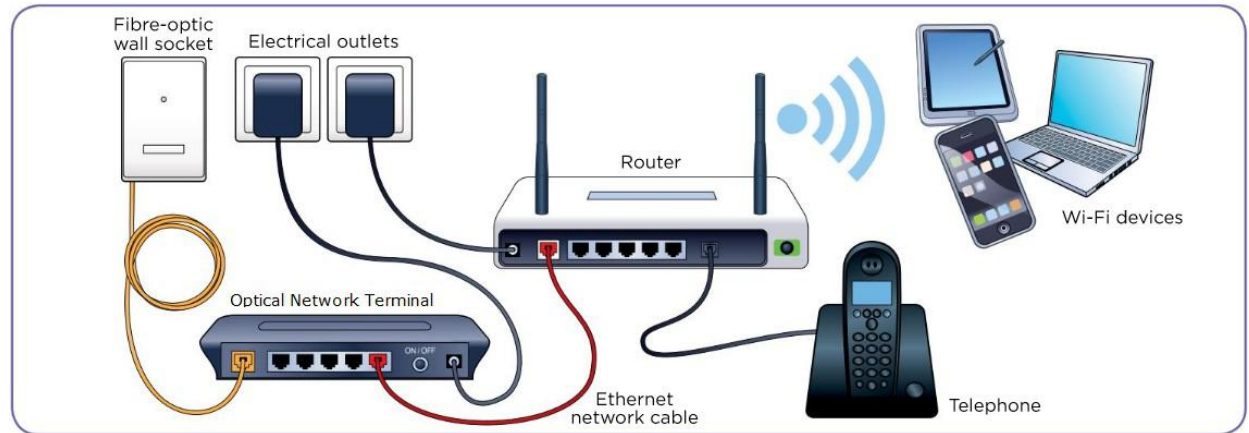 Fibre-optic
wall socket
Electrical outlets
Router
Wi-Fi devices
Optical Network Terminal
ON/OFF
Ethernet
network cable
Telephone